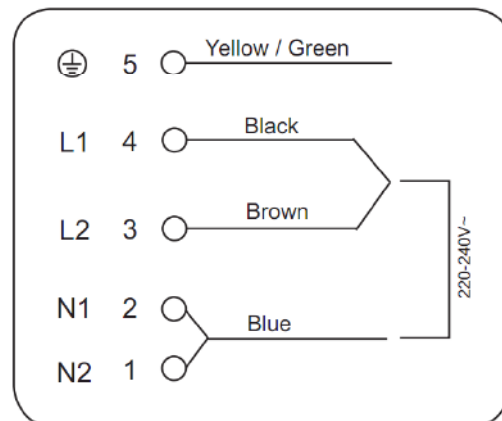 5 Yellow / Green
L1 4 Black
L2 3 Brown
220-240V~
N1 2
Blue
N2 1